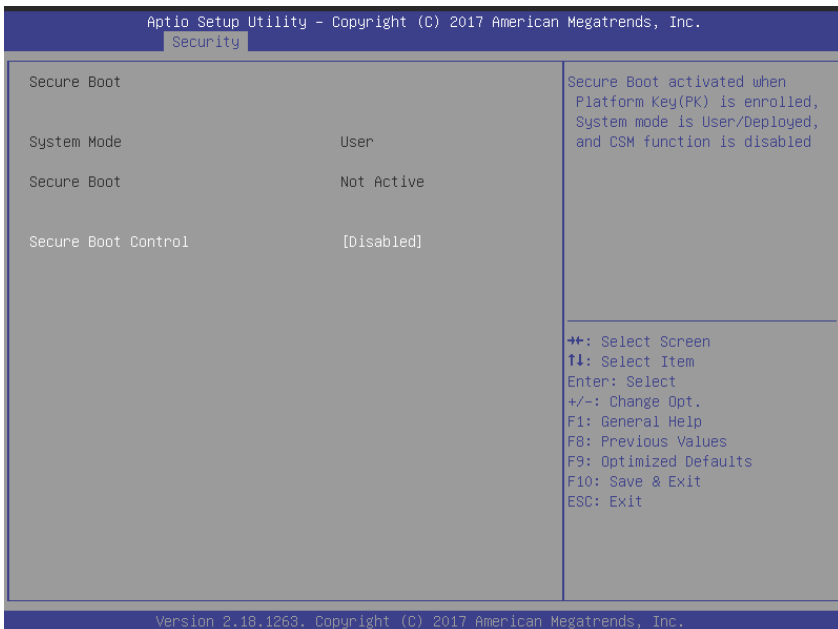 Aptio Setup Utility – Copyright (C) 2017 American Megatrends, Inc.
Security
Secure Boot
System Mode User
Secure Boot Not Active
Secure Boot Control [Disabled]
Secure Boot activated when
Platform Key(PK) is enrolled,
System mode is User/Deployed,
and CSM function is disabled
→←: Select Screen
↑↓: Select Item
Enter: Select
+/-: Change Opt.
F1: General Help
F8: Previous Values
F9: Optimized Defaults
F10: Save & Exit
ESC: Exit
Version 2.18.1263. Copyright (C) 2017 American Megatrends, Inc.